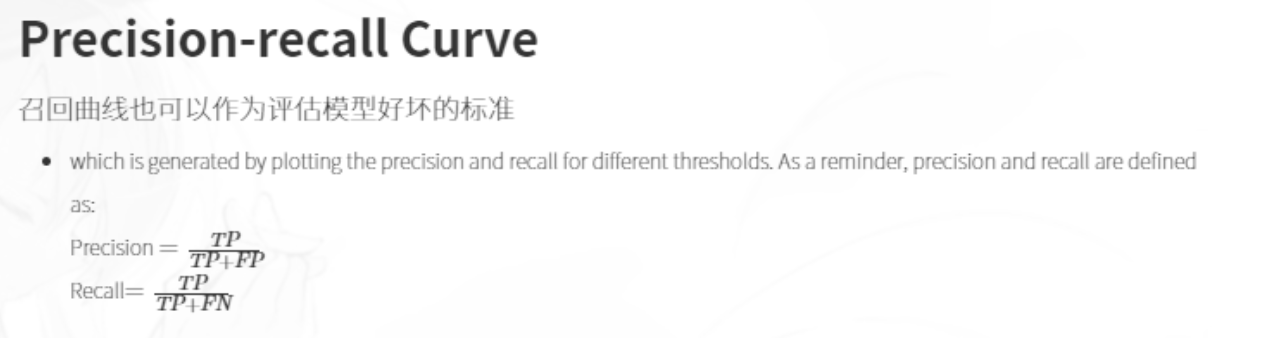 Precision-recall Curve
召回曲线也可以作为评估模型好坏的标准
• which is generated by plotting the precision and recall for different thresholds. As a reminder, precision and recall are defined
as:
Precision = \frac{TP}{TP+FP}
Recall= \frac{TP}{TP+FN}